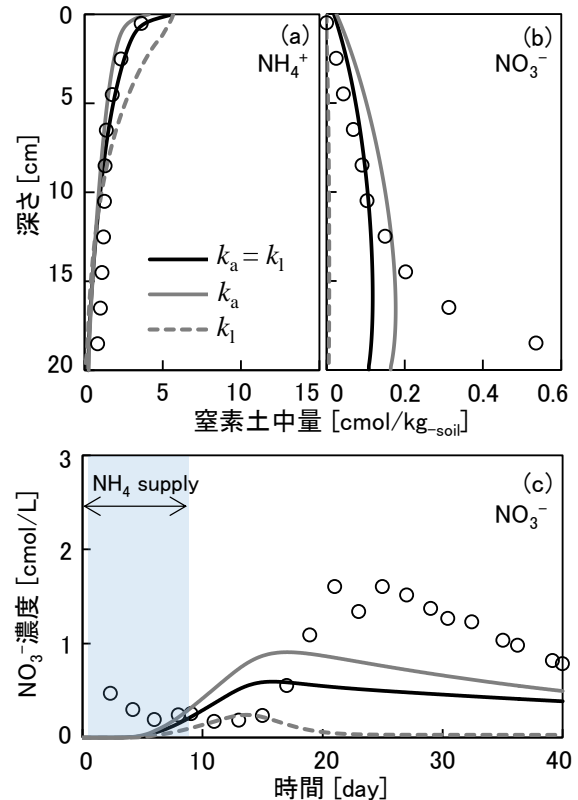 0
5
10
15
20
深さ [cm]
(a)
NH₄⁺
kₐ = kₗ
kₐ
kₗ
(b)
NO₃⁻
0 5 10 15 0 0.2 0.4 0.6
窒素土中量 [cmol/kg₋soil]
3
2
1
0
NO₃⁻濃度 [cmol/L]
NH₄ supply
(c)
NO₃⁻
0 10 20 30 40
時間 [day]